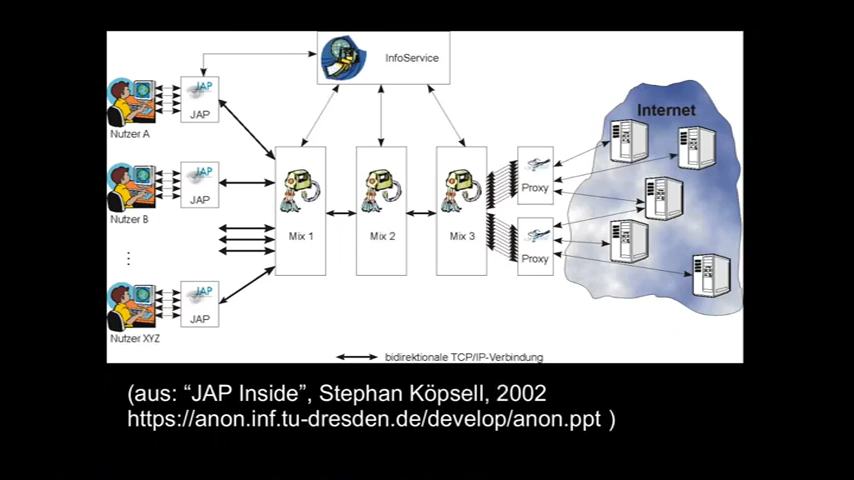 InfoService
JAP
JAP
Nutzer A
Internet
JAP
JAP
Nutzer B
Proxy
Mix 1
Mix 2
Mix 3
Proxy
JAP
JAP
Nutzer XYZ
bidirektionale TCP/IP-Verbindung
(aus: “JAP Inside”, Stephan Köpsell, 2002
https://anon.inf.tu-dresden.de/develop/anon.ppt )